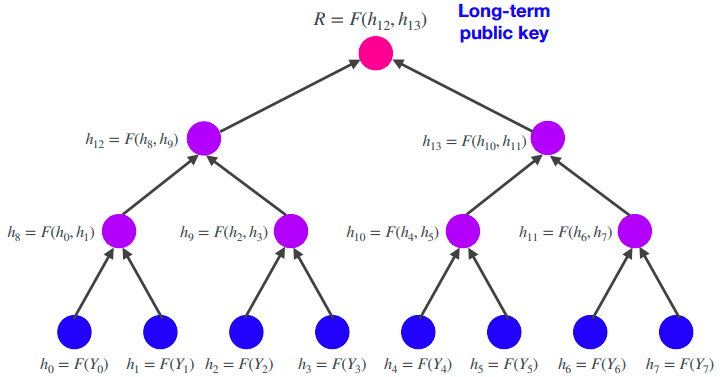 R = F(h₁₂, h₁₃)
Long-term
public key
h₁₂ = F(h₈, h₉)
h₁₃ = F(h₁₀, h₁₁)
h₈ = F(h₀, h₁)
h₉ = F(h₂, h₃)
h₁₀ = F(h₄, h₅)
h₁₁ = F(h₆, h₇)
h₀ = F(Y₀)
h₁ = F(Y₁)
h₂ = F(Y₂)
h₃ = F(Y₃)
h₄ = F(Y₄)
h₅ = F(Y₅)
h₆ = F(Y₆)
h₇ = F(Y₇)